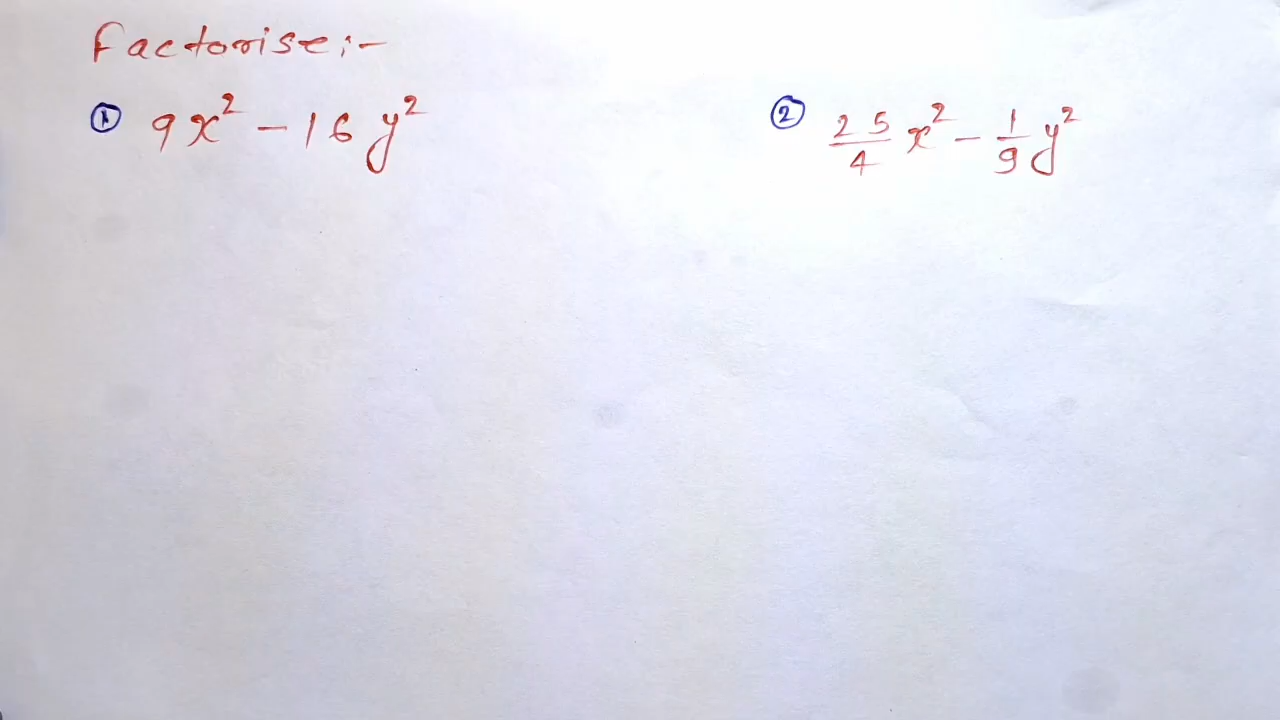 Factorise:-
① 9x² - 16y²
② 25/4 x² - 1/9 y²